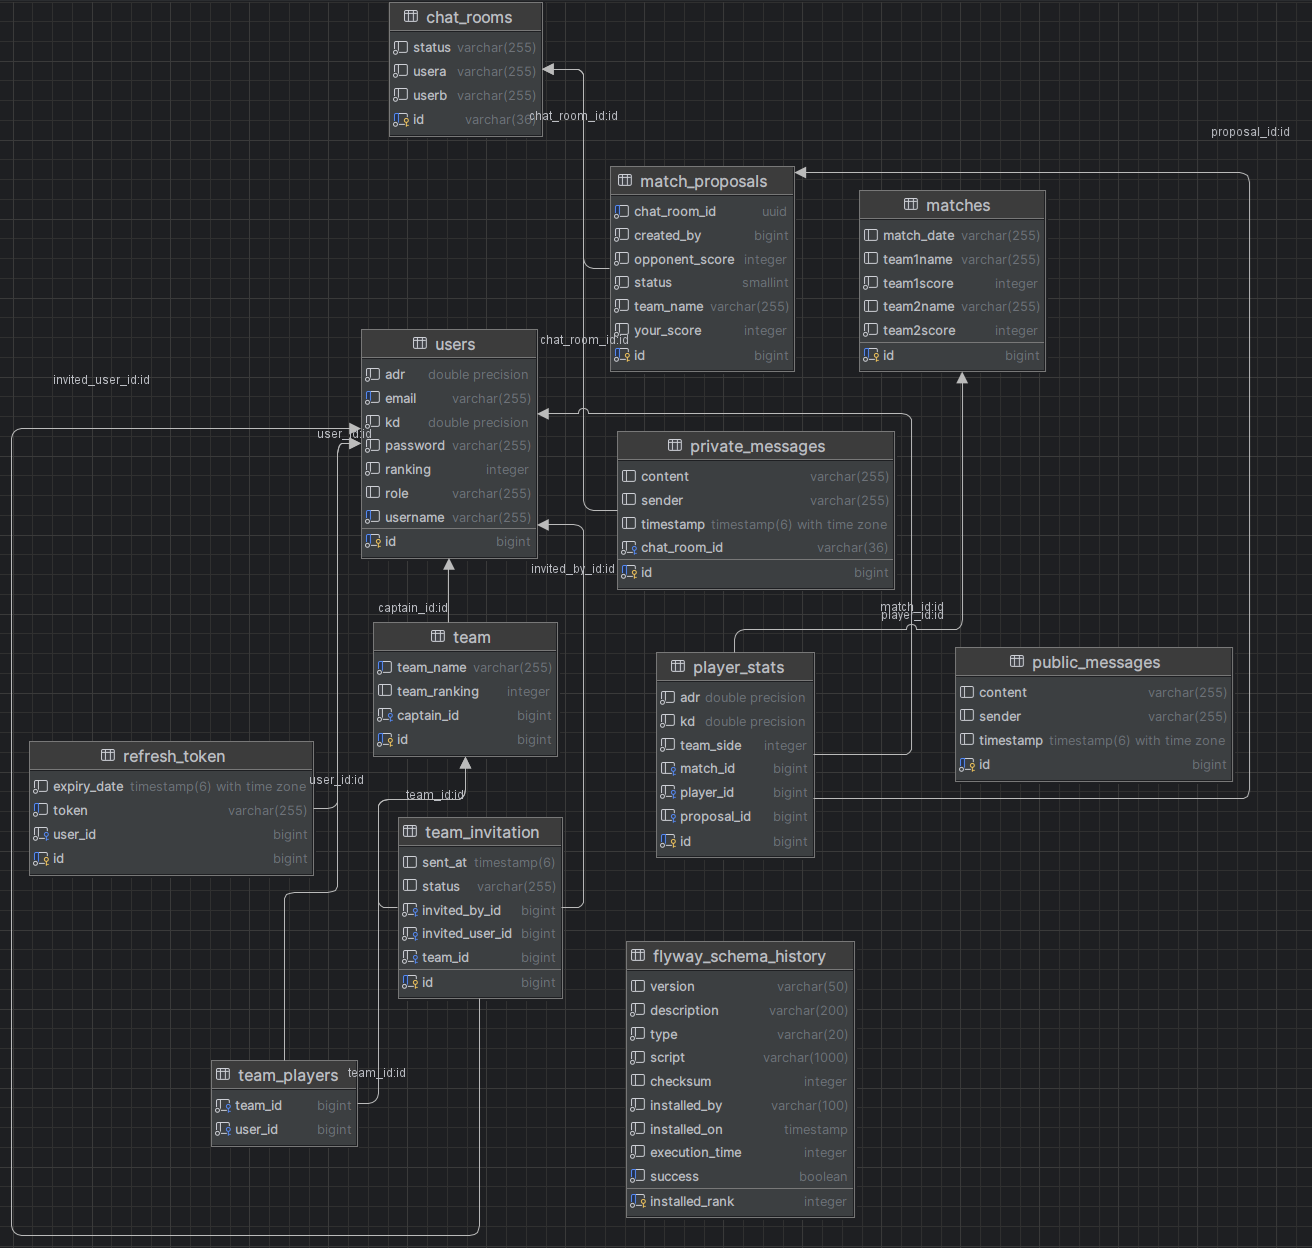 chat_rooms
status varchar(255)
usera varchar(255)
userb varchar(255)
id varchar(36)
chat_room_id:id
proposal_id:id
match_proposals
chat_room_id uuid
created_by bigint
opponent_score integer
status smallint
team_name varchar(255)
your_score integer
id bigint
matches
match_date varchar(255)
team1name varchar(255)
team1score integer
team2name varchar(255)
team2score integer
id bigint
chat_room_id:id
users
adr double precision
email varchar(255)
kd double precision
password varchar(255)
ranking integer
role varchar(255)
username varchar(255)
id bigint
invited_user_id:id
user_id:id
private_messages
content varchar(255)
sender varchar(255)
timestamp timestamp(6) with time zone
chat_room_id varchar(36)
id bigint
invited_by_id:id
captain_id:id
match_id:id
player_id:id
team
team_name varchar(255)
team_ranking integer
captain_id bigint
id bigint
player_stats
adr double precision
kd double precision
team_side integer
match_id bigint
player_id bigint
proposal_id bigint
id bigint
public_messages
content varchar(255)
sender varchar(255)
timestamp timestamp(6) with time zone
id bigint
refresh_token
expiry_date timestamp(6) with time zone
token varchar(255)
user_id bigint
id bigint
user_id:id
team_id:id
team_invitation
sent_at timestamp(6)
status varchar(255)
invited_by_id bigint
invited_user_id bigint
team_id bigint
id bigint
flyway_schema_history
version varchar(50)
description varchar(200)
type varchar(20)
script varchar(1000)
checksum integer
installed_by varchar(100)
installed_on timestamp
execution_time integer
success boolean
installed_rank integer
team_players
team_id bigint
user_id bigint
team_id:id